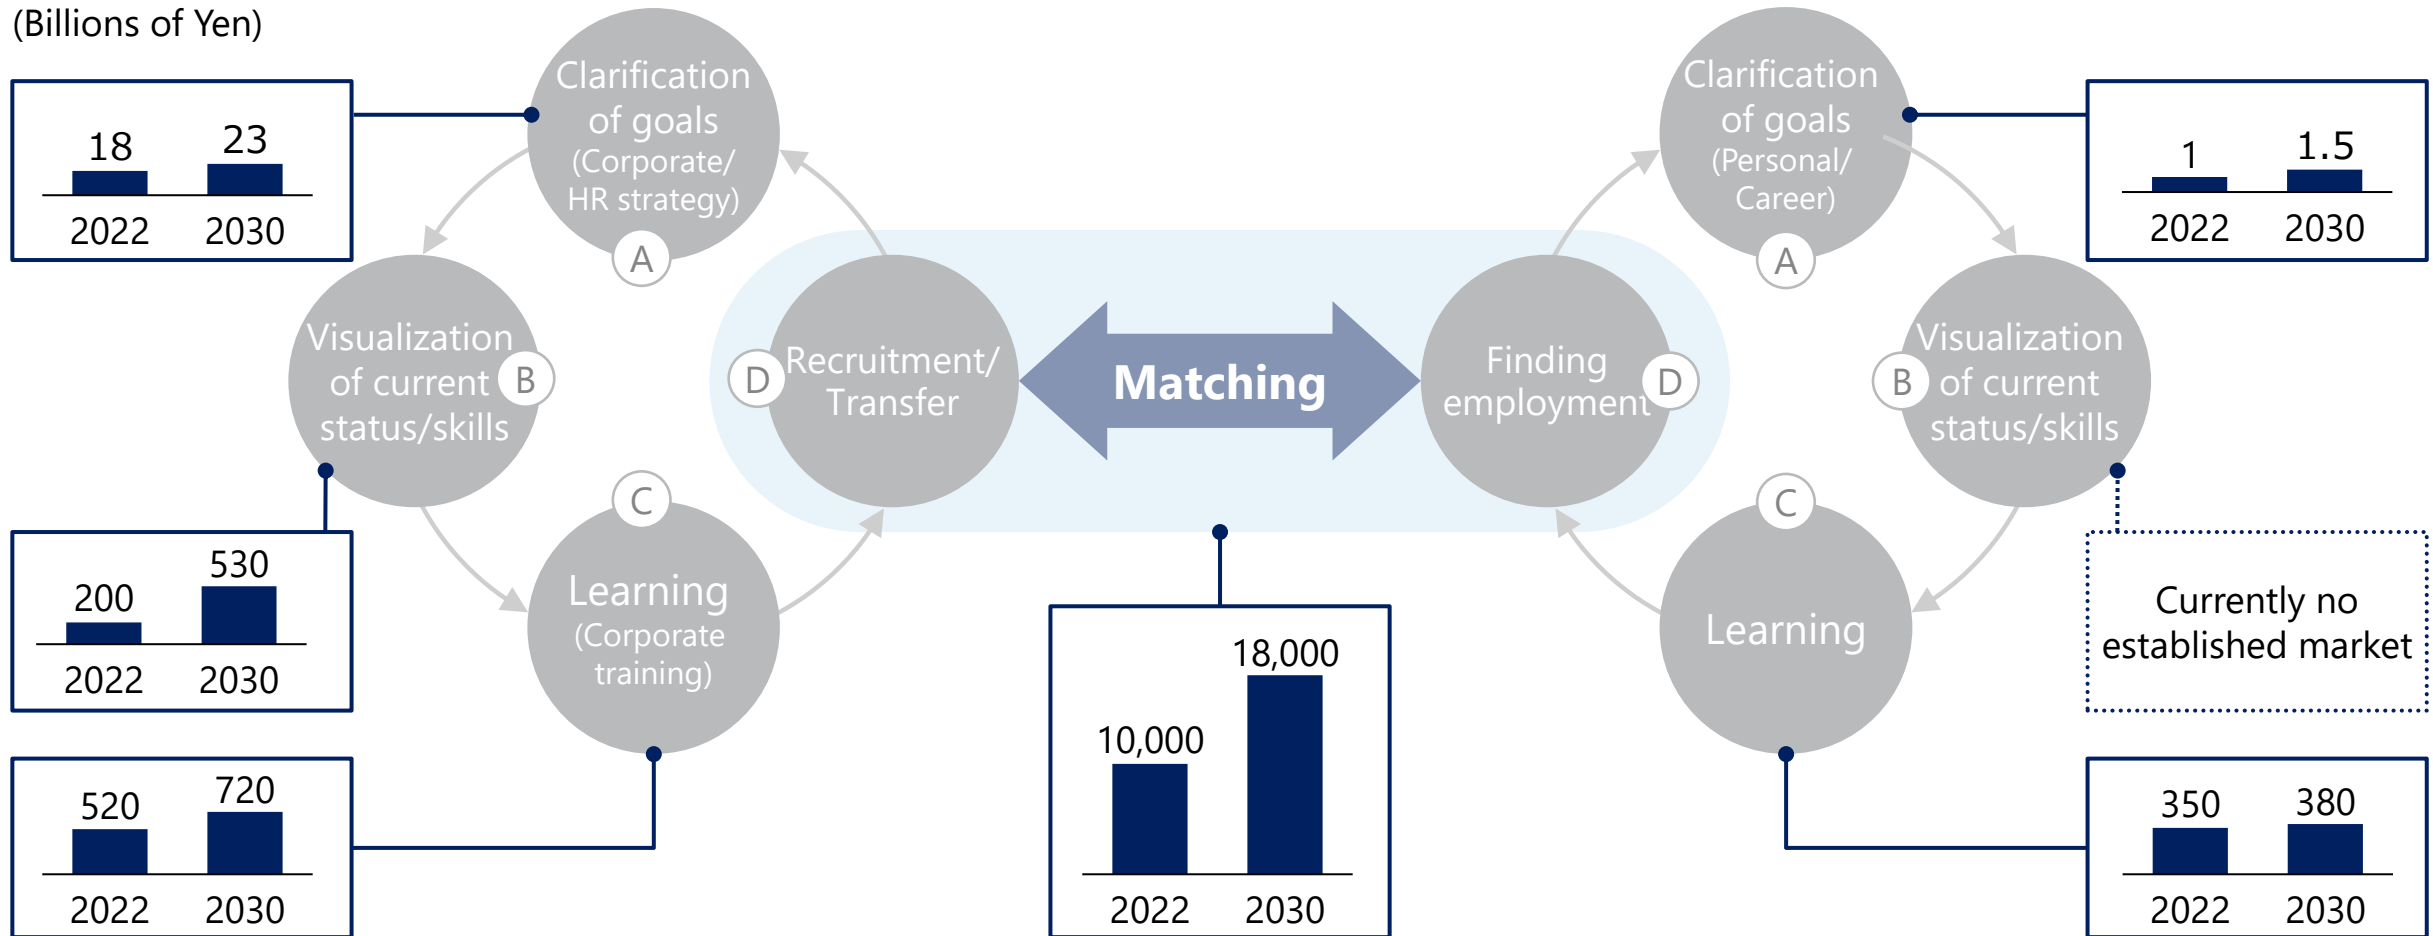 (Billions of Yen)
18 23
2022 2030
Clarification
of goals
(Corporate/
HR strategy)
A
Clarification
of goals
(Personal/
Career)
A
1 1.5
2022 2030
Visualization
of current
status/skills
B
D
Recruitment/
Transfer
Matching
Finding
employment
D
B
Visualization
of current
status/skills
200 530
2022 2030
C
Learning
(Corporate
training)
C
Learning
Currently no
established market
520 720
2022 2030
10,000 18,000
2022 2030
350 380
2022 2030